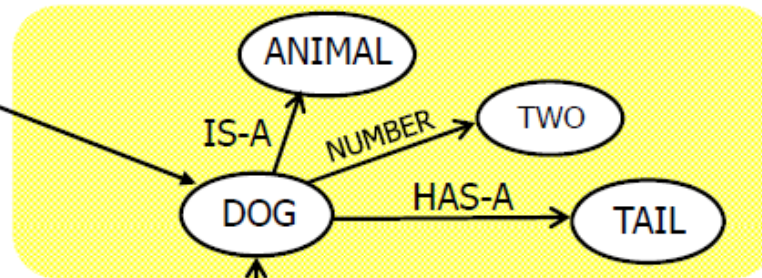 ANIMAL
IS-A
NUMBER
TWO
DOG
HAS-A
TAIL